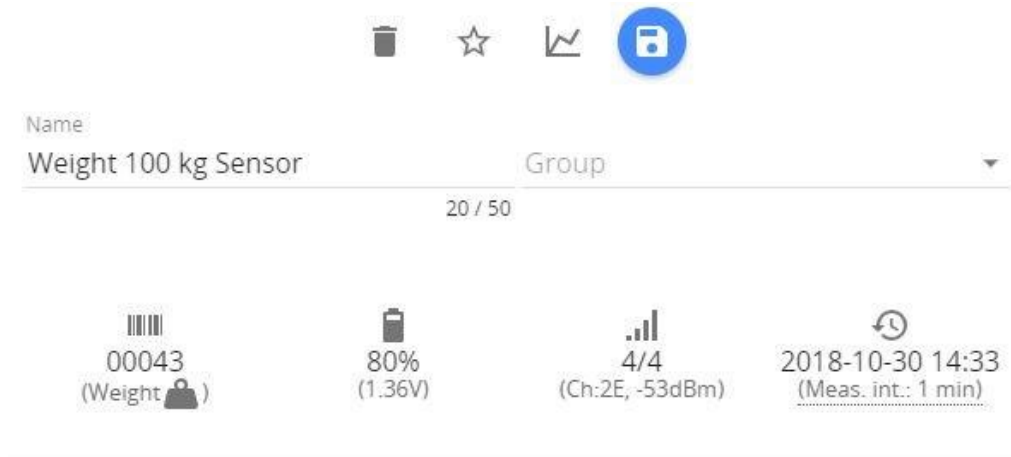 Name
Weight 100 kg Sensor
Group
20 / 50
00043
80%
4/4
2018-10-30 14:33
(Weight )
(1.36V)
(Ch:2E, -53dBm)
(Meas. int.: 1 min)